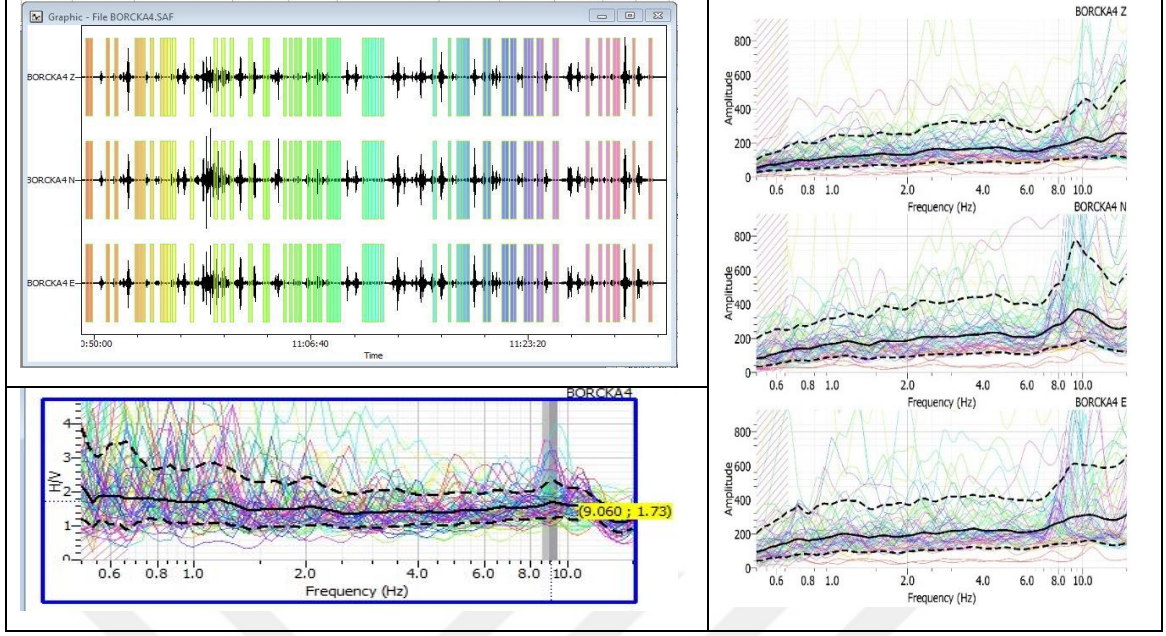 Graphic - File BORCKA4.SAF
BORCKA4 Z
BORCKA4 N
BORCKA4 E
0:50:00
11:06:40
11:23:20
Time
BORCKA4
4
3
2
1
0
H/V
(9.060 ; 1.73)
0.6 0.8 1.0 2.0 4.0 6.0 8.0 10.0
Frequency (Hz)
BORCKA4 Z
800
600
400
200
0
Amplitude
0.6 0.8 1.0 2.0 4.0 6.0 8.0 10.0
Frequency (Hz)
BORCKA4 N
800
600
400
200
0
Amplitude
0.6 0.8 1.0 2.0 4.0 6.0 8.0 10.0
Frequency (Hz)
BORCKA4 E
800
600
400
200
0
Amplitude
0.6 0.8 1.0 2.0 4.0 6.0 8.0 10.0
Frequency (Hz)